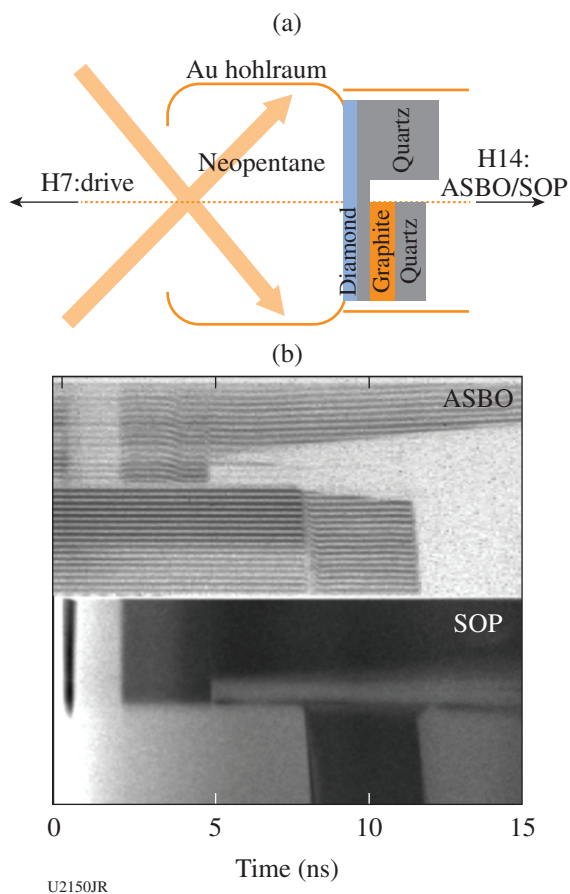 (a)
Au hohlraum
Neopentane
H7:drive
Diamond
Graphite
Quartz
Quartz
H14:
ASBO/SOP
(b)
ASBO
SOP
0
5
10
15
Time (ns)
U2150JR